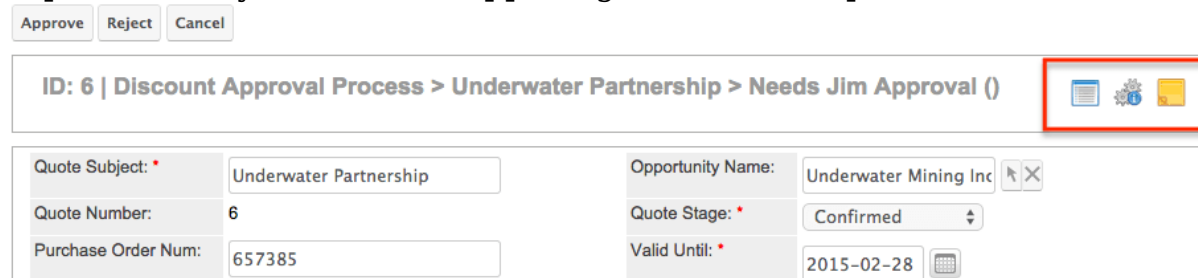 Approve Reject Cancel
ID: 6 | Discount Approval Process > Underwater Partnership > Needs Jim Approval ()
Quote Subject: * Underwater Partnership Opportunity Name: Underwater Mining Inc
Quote Number: 6 Quote Stage: * Confirmed
Purchase Order Num: 657385 Valid Until: * 2015-02-28